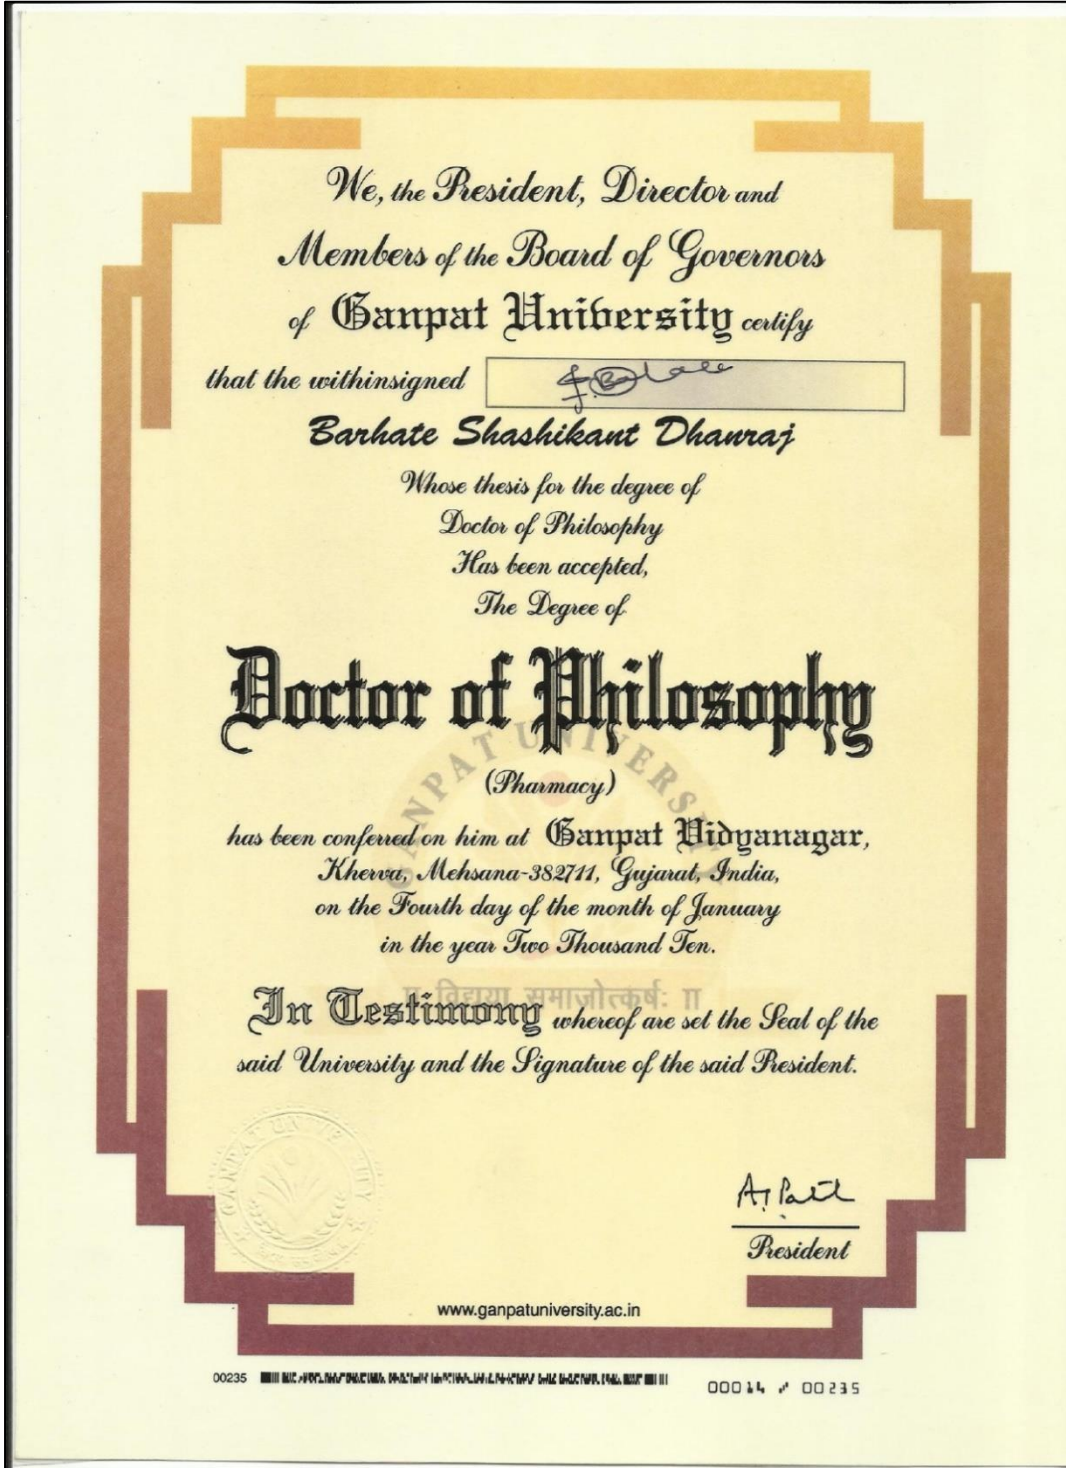 We, the President, Director and
Members of the Board of Governors
of Ganpat University certify
that the withinsigned
Barhate Shashikant Dhanraj
Whose thesis for the degree of
Doctor of Philosophy
Has been accepted,
The Degree of
Doctor of Philosophy
GANPAT UNIVERSITY
(Pharmacy)
has been conferred on him at Ganpat Vidyanagar,
Kherva, Mehsana-382711, Gujarat, India,
on the Fourth day of the month of January
in the year Two Thousand Ten.
॥ विद्यया समाजोत्कर्षः ॥
In Testimony whereof are set the Seal of the
said University and the Signature of the said President.
GANPAT UNIVERSITY
President
www.ganpatuniversity.ac.in
00235
00014 / 00235